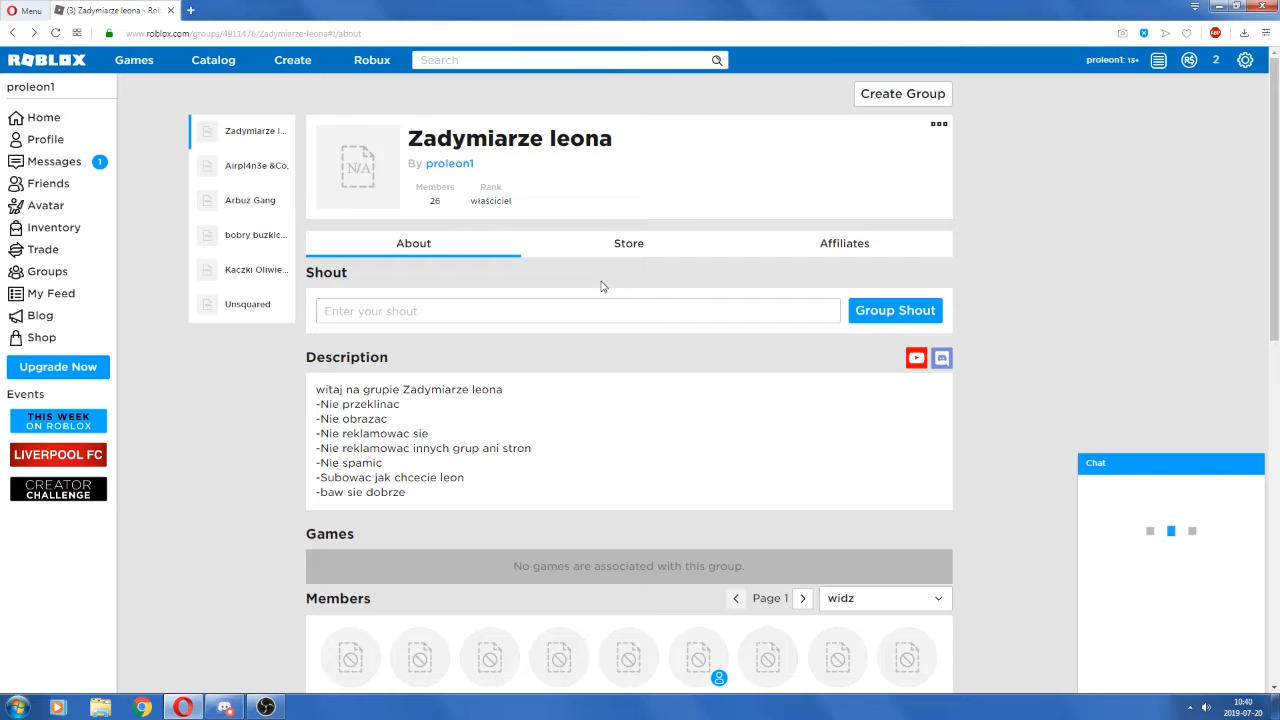 Menu
(3) Zadymiarze leona - Rob
www.roblox.com/groups/4911476/Zadymiarze-leona#!/about
ROBLOX
Games
Catalog
Create
Robux
Search
proleon1: 13+
2
proleon1
Home
Profile
Messages
1
Friends
Avatar
Inventory
Trade
Groups
My Feed
Blog
Shop
Upgrade Now
Events
THIS WEEK
ON ROBLOX
LIVERPOOL FC
CREATOR
CHALLENGE
Create Group
Zadymiarze l...
Airpl4n3e &Co.
Arbuz Gang
bobry buzkic...
Kaczki Oliwie...
Unsquared
N/A
Zadymiarze leona
By proleon1
Members
26
Rank
właściciel
About
Store
Affiliates
Shout
Enter your shout
Group Shout
Description
witaj na grupie Zadymiarze leona
-Nie przeklinac
-Nie obrazac
-Nie reklamowac sie
-Nie reklamowac innych grup ani stron
-Nie spamic
-Subowac jak chcecie leon
-baw sie dobrze
Games
No games are associated with this group.
Members
Page 1
widz
Chat
10:40
2019-07-20